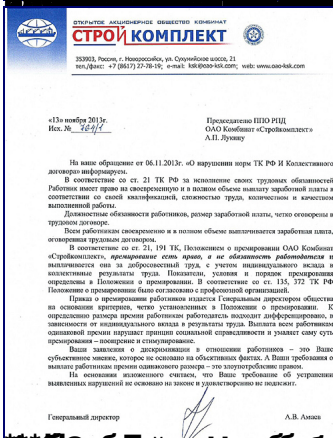 ОТКРЫТОЕ АКЦИОНЕРНОЕ ОБЩЕСТВО КОМБИНАТ
СТРОЙКОМПЛЕКТ
353903, Россия, г. Новороссийск, ул. Сухумийское шоссе, 21
тел./факс: +7 (8617) 27-78-19; e-mail: ksk@oao-ksk.com; web: www.oao-ksk.com
«13» ноября 2013г.
Исх. №
Председателю ППО РПД
ОАО Комбинат «Стройкомплект»
А.П. Лукину
На ваше обращение от 06.11.2013г. «О нарушении норм ТК РФ И Коллективного
договора» информируем.
В соответствие со ст. 21 ТК РФ за исполнение своих трудовых обязанностей
Работник имеет право на своевременную и в полном объеме выплату заработной платы в
соответствии со своей квалификацией, сложностью труда, количеством и качеством
выполненной работы.
Должностные обязанности работников, размер заработной платы, четко оговорены в
трудовом договоре.
Всем работникам своевременно и в полном объеме выплачивается заработная плата,
оговоренная трудовым договором.
В соответствие со ст. 21, 191 ТК, Положением о премировании ОАО Комбинат
«Стройкомплект», премирование есть право, а не обязанность работодателя и
выплачивается она за добросовестный труд, с учетом индивидуального вклада в
коллективные результаты труда. Показатели, условия и порядок премирования
определены в Положении о премировании. В соответствие со ст. 135, 372 ТК РФ
Положение о премировании было согласовано с профсоюзной организацией.
Приказ о премировании работников издается Генеральным директором общества
на основании критериев, четко установленных в Положении о премировании. К
определению размера премии работникам работодатель подходит дифференцировано, в
зависимости от индивидуального вклада в результаты труда. Выплата всем работникам
одинаковой премии нарушит принцип социальной справедливости и умаляет саму суть
премирования – поощрение и стимулирование.
Ваши заявления о дискриминации в отношении работников – это Ваше
субъективное мнение, которое не основано на объективных фактах. А Ваши требования о
выплате работникам премии одинакового размера – это злоупотребление правом.
На основании изложенного считаем, что Ваше требование об устранении
выявленных нарушений не основано на законе и удовлетворению не подлежит.
Генеральный директор
А.В. Амаев